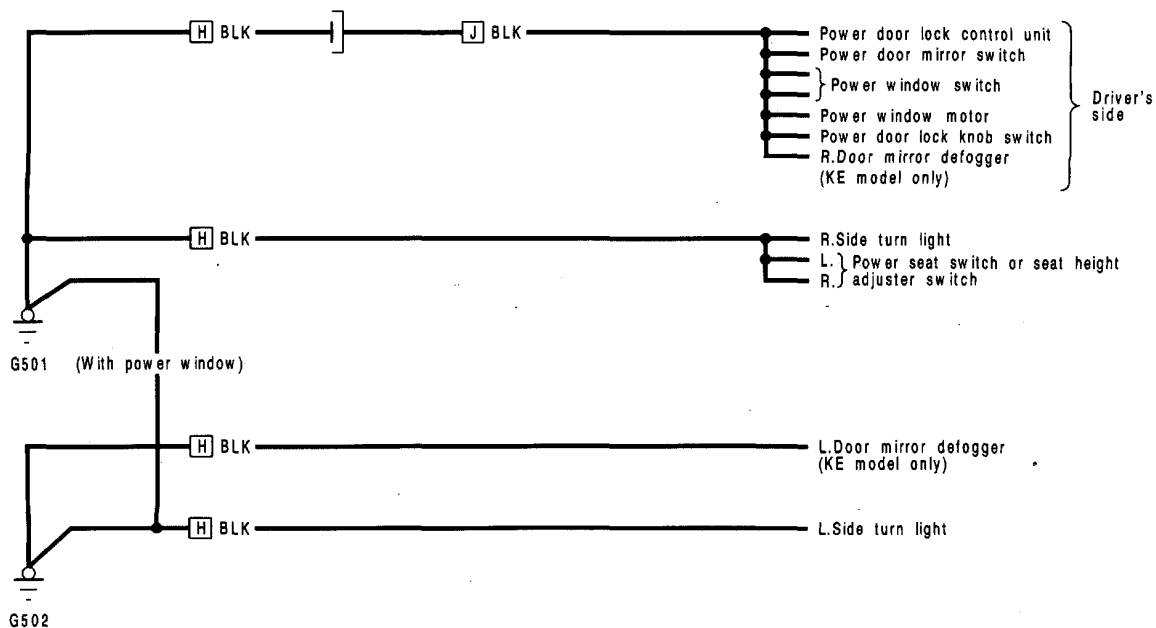 H BLK J BLK Power door lock control unit
Power door mirror switch
Power window switch
Driver's
side
Power window motor
Power door lock knob switch
R.Door mirror defogger
(KE model only)
H BLK R.Side turn light
L. Power seat switch or seat height
R. adjuster switch
G501 (With power window)
H BLK L.Door mirror defogger
(KE model only)
H BLK L.Side turn light
G502